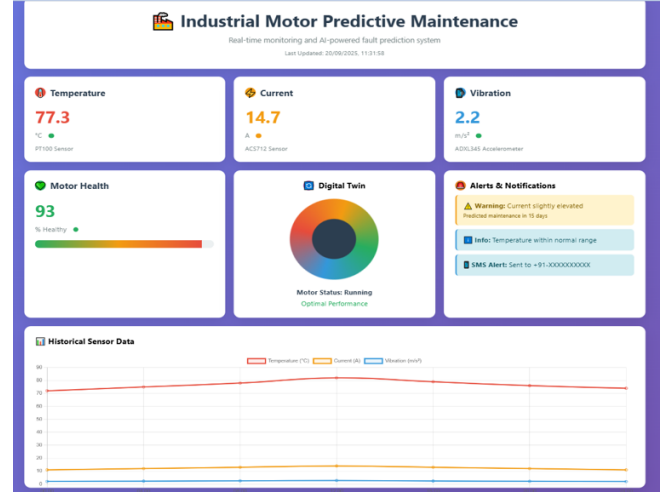 Industrial Motor Predictive Maintenance
Real-time monitoring and AI-powered fault prediction system
Last Updated: 20/09/2025, 11:31:58
Temperature
77.3
°C
PT100 Sensor
Current
14.7
A
ACS712 Sensor
Vibration
2.2
m/s²
ADXL345 Accelerometer
Motor Health
93
% Healthy
Digital Twin
Motor Status: Running
Optimal Performance
Alerts & Notifications
Warning: Current slightly elevated
Predicted maintenance in 15 days
Info: Temperature within normal range
SMS Alert: Sent to +91-XXXXXXXXXX
Historical Sensor Data
Temperature (°C) Current (A) Vibration (m/s²)
90
80
70
60
50
40
30
20
10
0